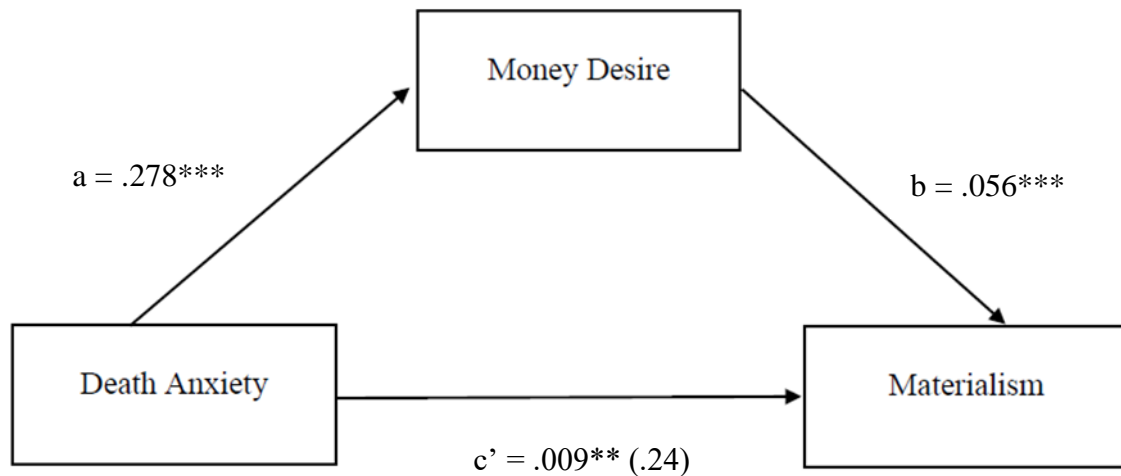 Money Desire
a = .278***
b = .056***
Death Anxiety
Materialism
c’ = .009** (.24)